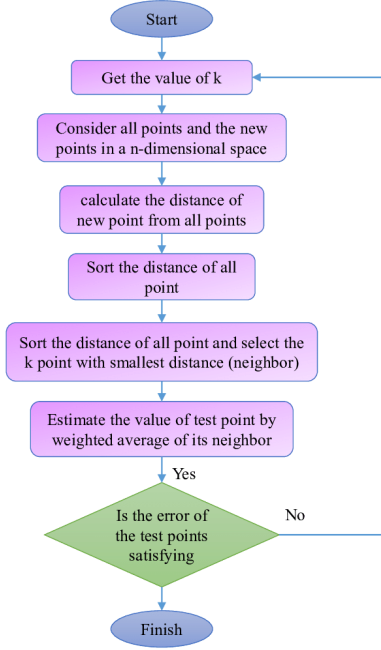 Start
Get the value of k
Consider all points and the new
points in a n-dimensional space
calculate the distance of
new point from all points
Sort the distance of all
point
Sort the distance of all point and select the
k point with smallest distance (neighbor)
Estimate the value of test point by
weighted average of its neighbor
Yes
Is the error of
the test points
satisfying
No
Finish